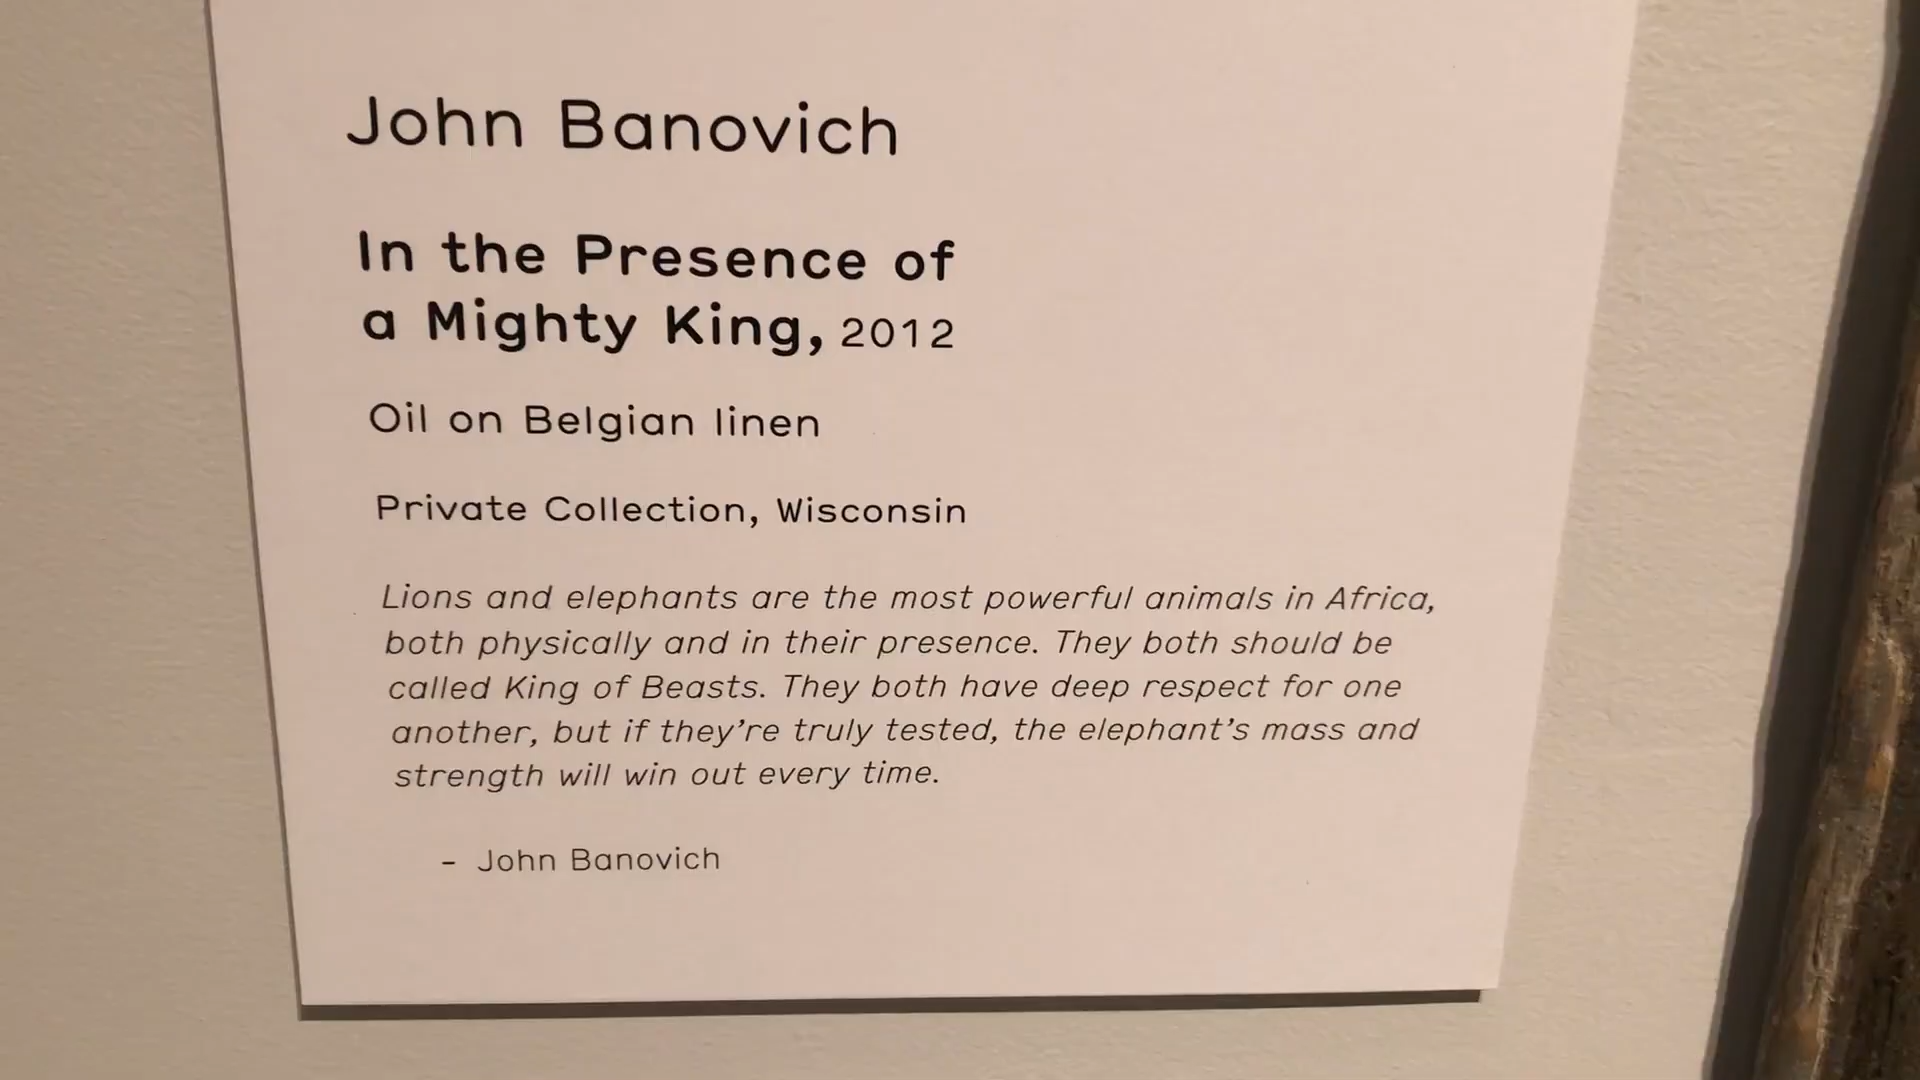 John Banovich
In the Presence of
a Mighty King, 2012
Oil on Belgian linen
Private Collection, Wisconsin
Lions and elephants are the most powerful animals in Africa,
both physically and in their presence. They both should be
called King of Beasts. They both have deep respect for one
another, but if they’re truly tested, the elephant’s mass and
strength will win out every time.
- John Banovich